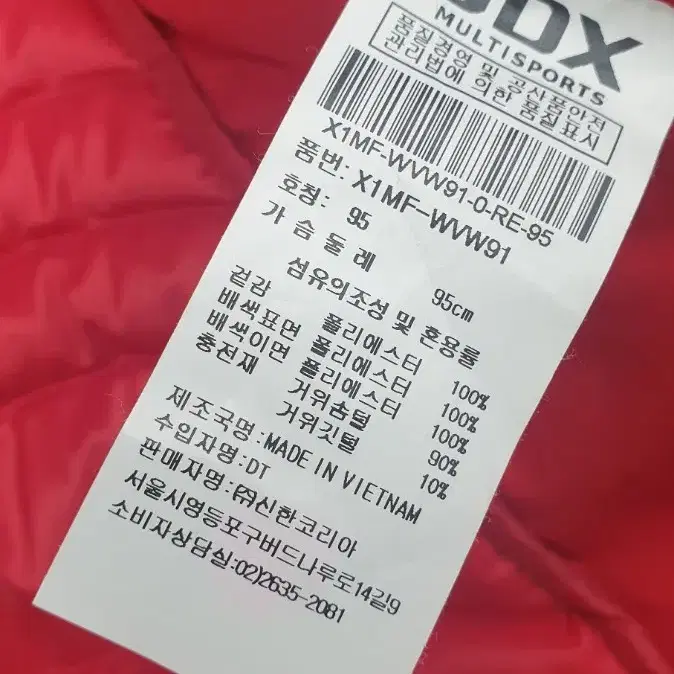 JDX
MULTISPORTS
품질경영 및 공산품안전
관리법에 의한 품질표시
X1MF-WVW91-0-RE-95
품번: X1MF-WVW91
호칭: 95
가 슴 둘 레 95cm
섬유의조성 및 혼용률
겉감 폴리에스터 100%
배색표면 폴리에스터 100%
배색이면 폴리에스터 100%
충전재 거위솜털 90%
거위깃털 10%
제조국명:MADE IN VIETNAM
수입자명:DT
판매자명:㈜신한코리아
서울시영등포구버드나루로14길9
소비자상담실:02)2635-2081